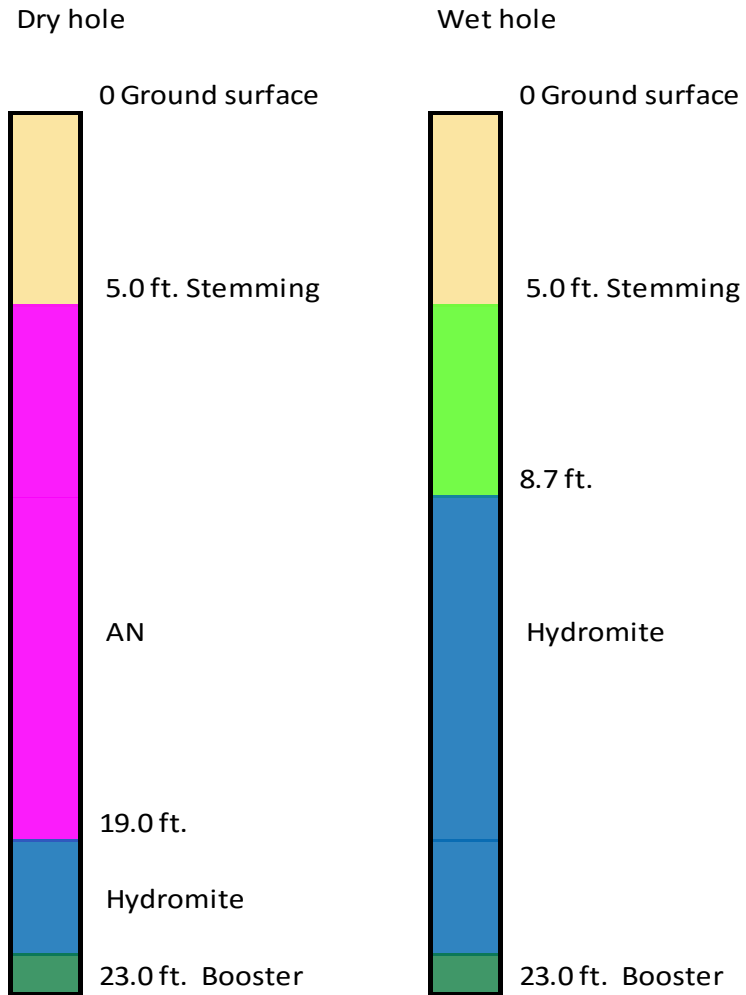 Dry hole
0 Ground surface
5.0 ft. Stemming
AN
19.0 ft.
Hydromite
23.0 ft. Booster
Wet hole
0 Ground surface
5.0 ft. Stemming
8.7 ft.
Hydromite
23.0 ft. Booster